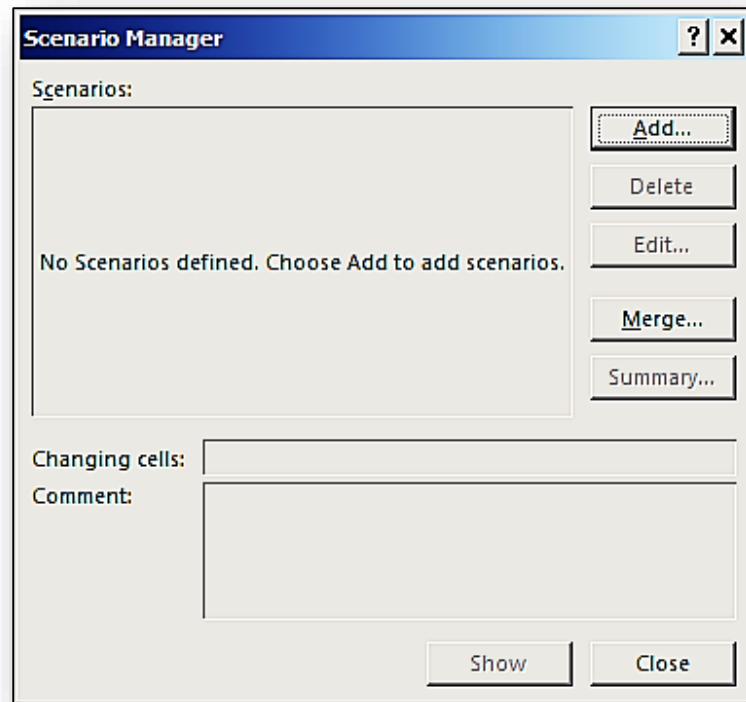 Scenario Manager
? X
Scenarios:
Add...
Delete
No Scenarios defined. Choose Add to add scenarios.
Edit...
Merge...
Summary...
Changing cells:
Comment:
Show Close